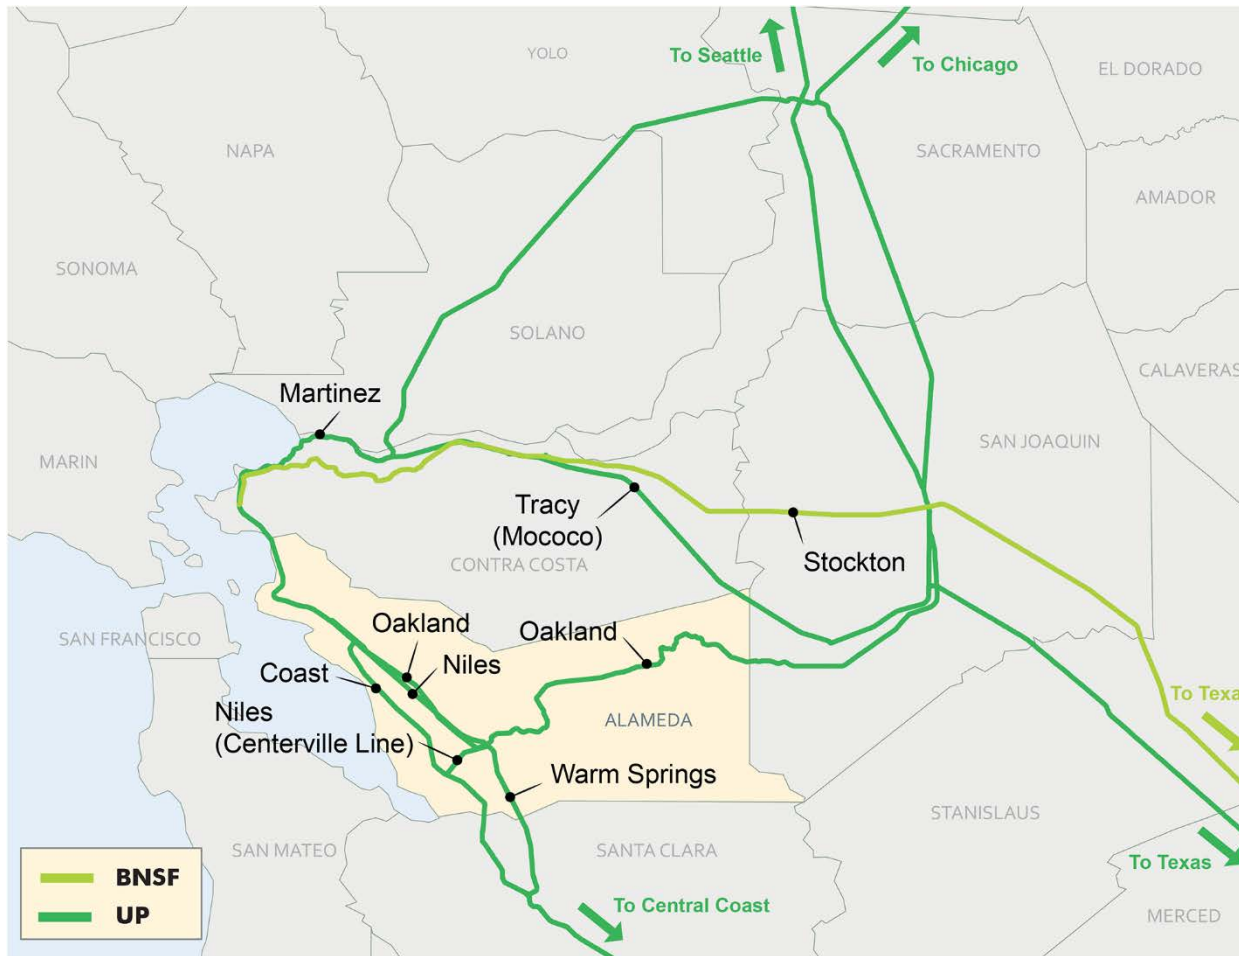 YOLO
To Seattle
To Chicago
EL DORADO
NAPA
SACRAMENTO
AMADOR
SONOMA
SOLANO
CALAVERAS
Martinez
MARIN
SAN JOAQUIN
Tracy
(Mococo)
Stockton
CONTRA COSTA
SAN FRANCISCO
Oakland
Oakland
Niles
Coast
Niles
(Centerville Line)
ALAMEDA
To Texa
Warm Springs
STANISLAUS
SAN MATEO
SANTA CLARA
To Texas
BNSF
UP
To Central Coast
MERCED